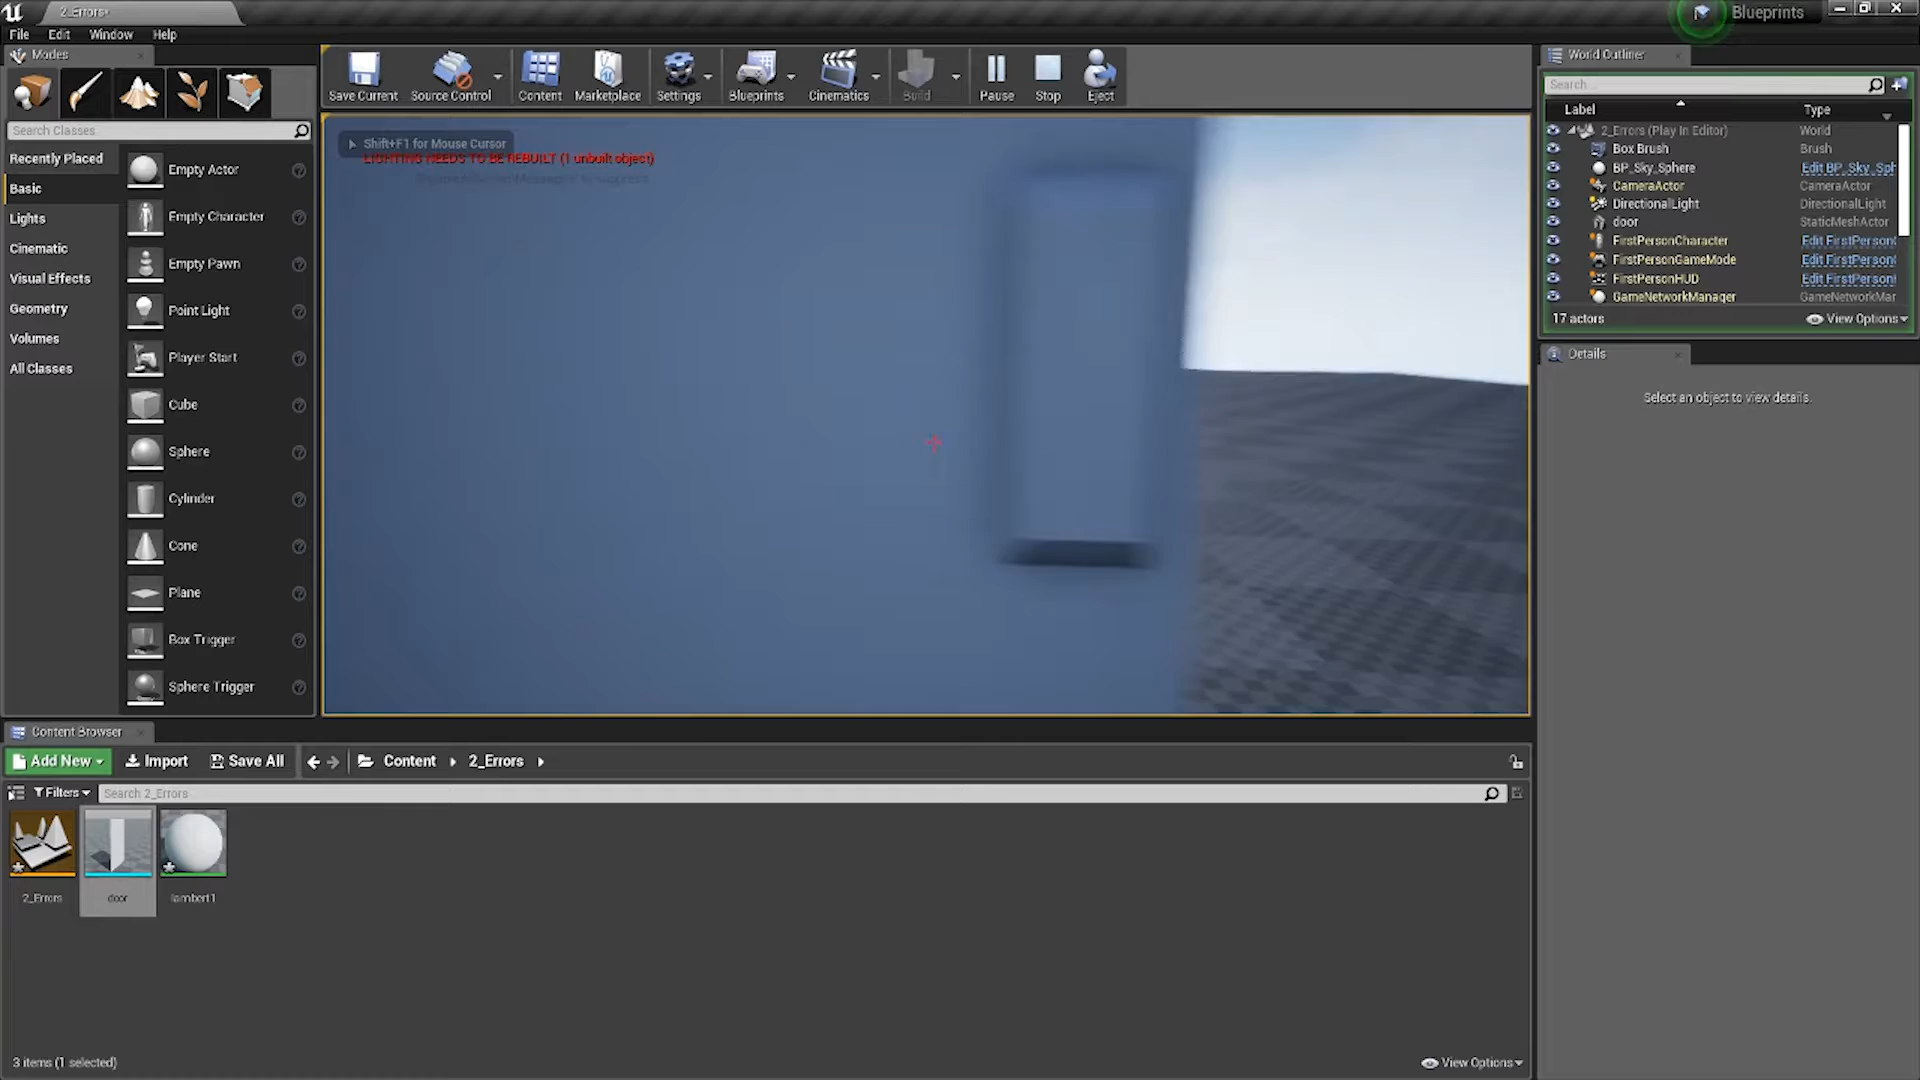 2_Errors*
Blueprints
File Edit Window Help
Modes
Search Classes
Recently Placed
Basic
Lights
Cinematic
Visual Effects
Geometry
Volumes
All Classes
Empty Actor
Empty Character
Empty Pawn
Point Light
Player Start
Cube
Sphere
Cylinder
Cone
Plane
Box Trigger
Sphere Trigger
Save Current Source Control Content Marketplace Settings Blueprints Cinematics Build Pause Stop Eject
Shift+F1 for Mouse Cursor
LIGHTING NEEDS TO BE REBUILT (1 unbuilt object)
World Outliner
Search...
Label Type
2_Errors (Play In Editor) World
Box Brush Brush
BP_Sky_Sphere Edit BP_Sky_Sph
CameraActor CameraActor
DirectionalLight DirectionalLight
door StaticMeshActor
FirstPersonCharacter Edit FirstPerson
FirstPersonGameMode Edit FirstPerson
FirstPersonHUD Edit FirstPerson
GameNetworkManager GameNetworkMar
17 actors View Options
Details
Select an object to view details.
Content Browser
Add New Import Save All Content 2_Errors
Filters Search 2_Errors
2_Errors door lambert1
3 items (1 selected) View Options